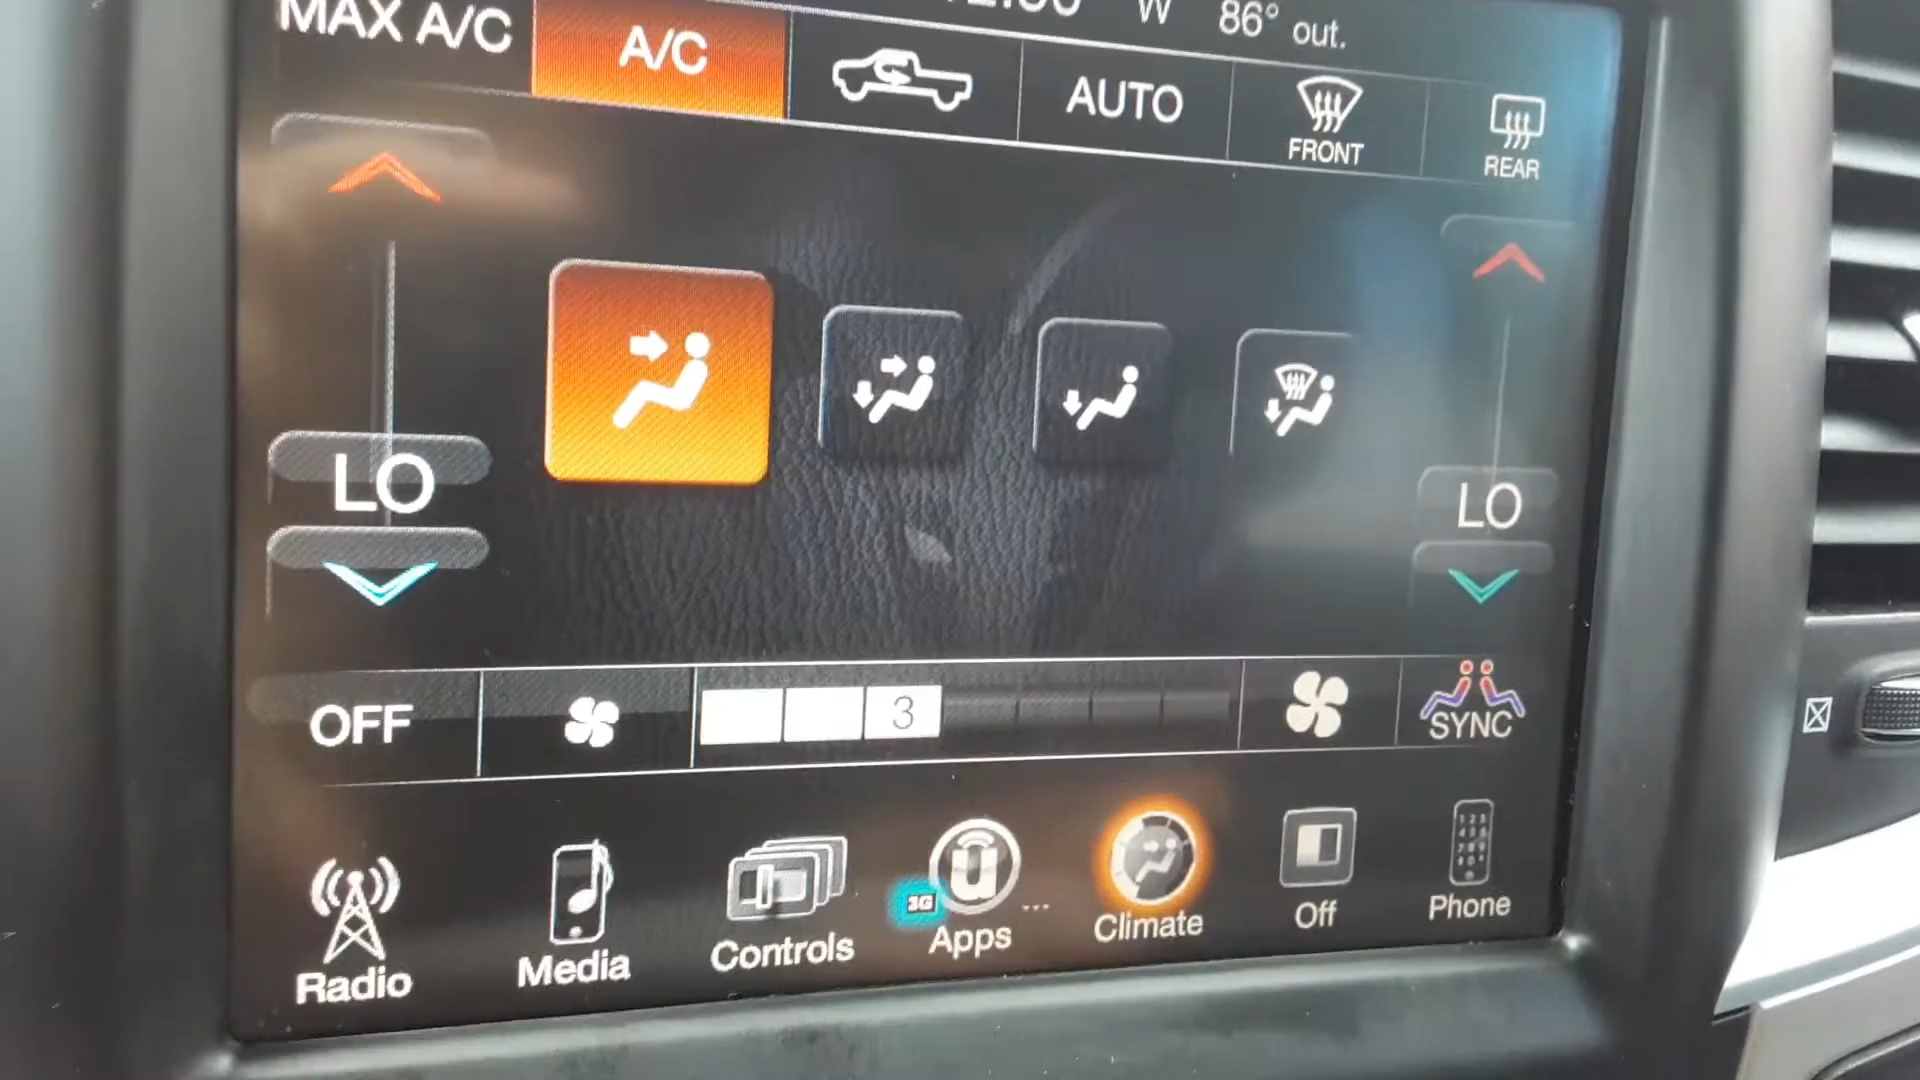 MAX A/C
A/C
W
86° out.
AUTO
FRONT
REAR
LO
LO
OFF
3
SYNC
Radio
Media
Controls
3G
Apps
...
Climate
Off
Phone